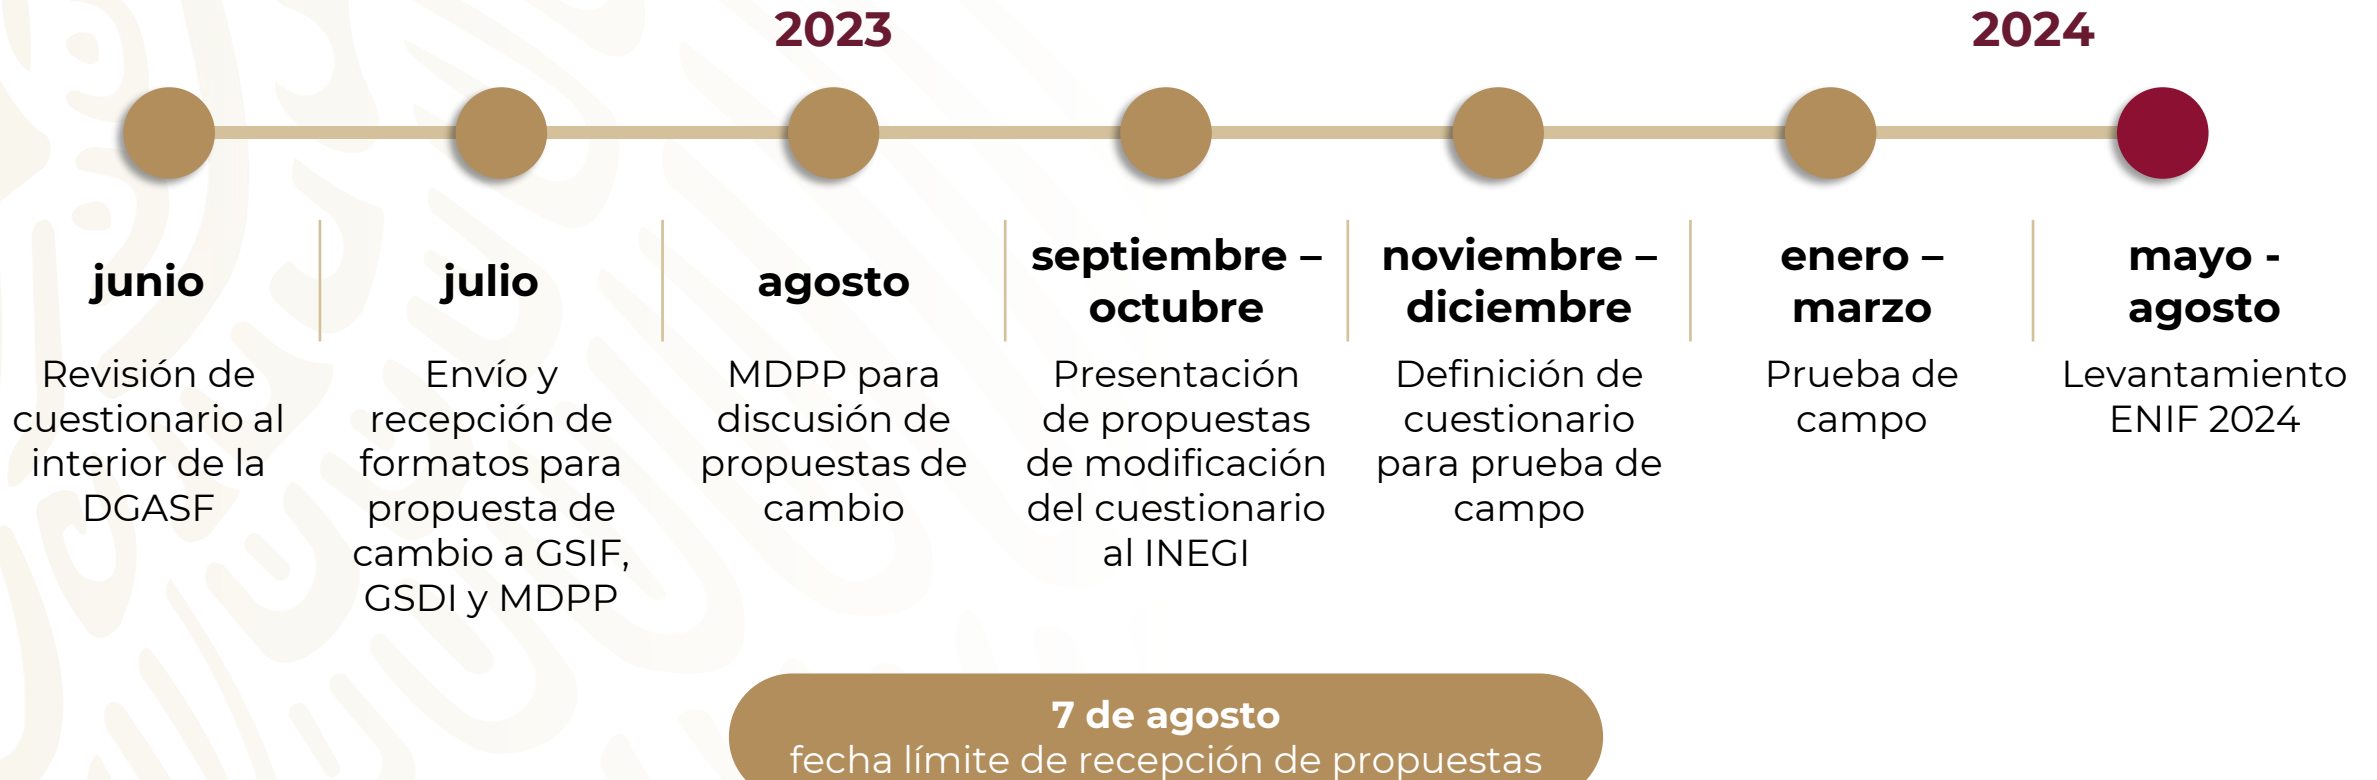 2023
2024
junio
Revisión de
cuestionario al
interior de la
DGASF
julio
Envío y
recepción de
formatos para
propuesta de
cambio a GSIF,
GSDI y MDPP
agosto
MDPP para
discusión de
propuestas de
cambio
septiembre –
octubre
Presentación
de propuestas
de modificación
del cuestionario
al INEGI
noviembre –
diciembre
Definición de
cuestionario
para prueba de
campo
enero –
marzo
Prueba de
campo
mayo -
agosto
Levantamiento
ENIF 2024
7 de agosto
fecha límite de recepción de propuestas